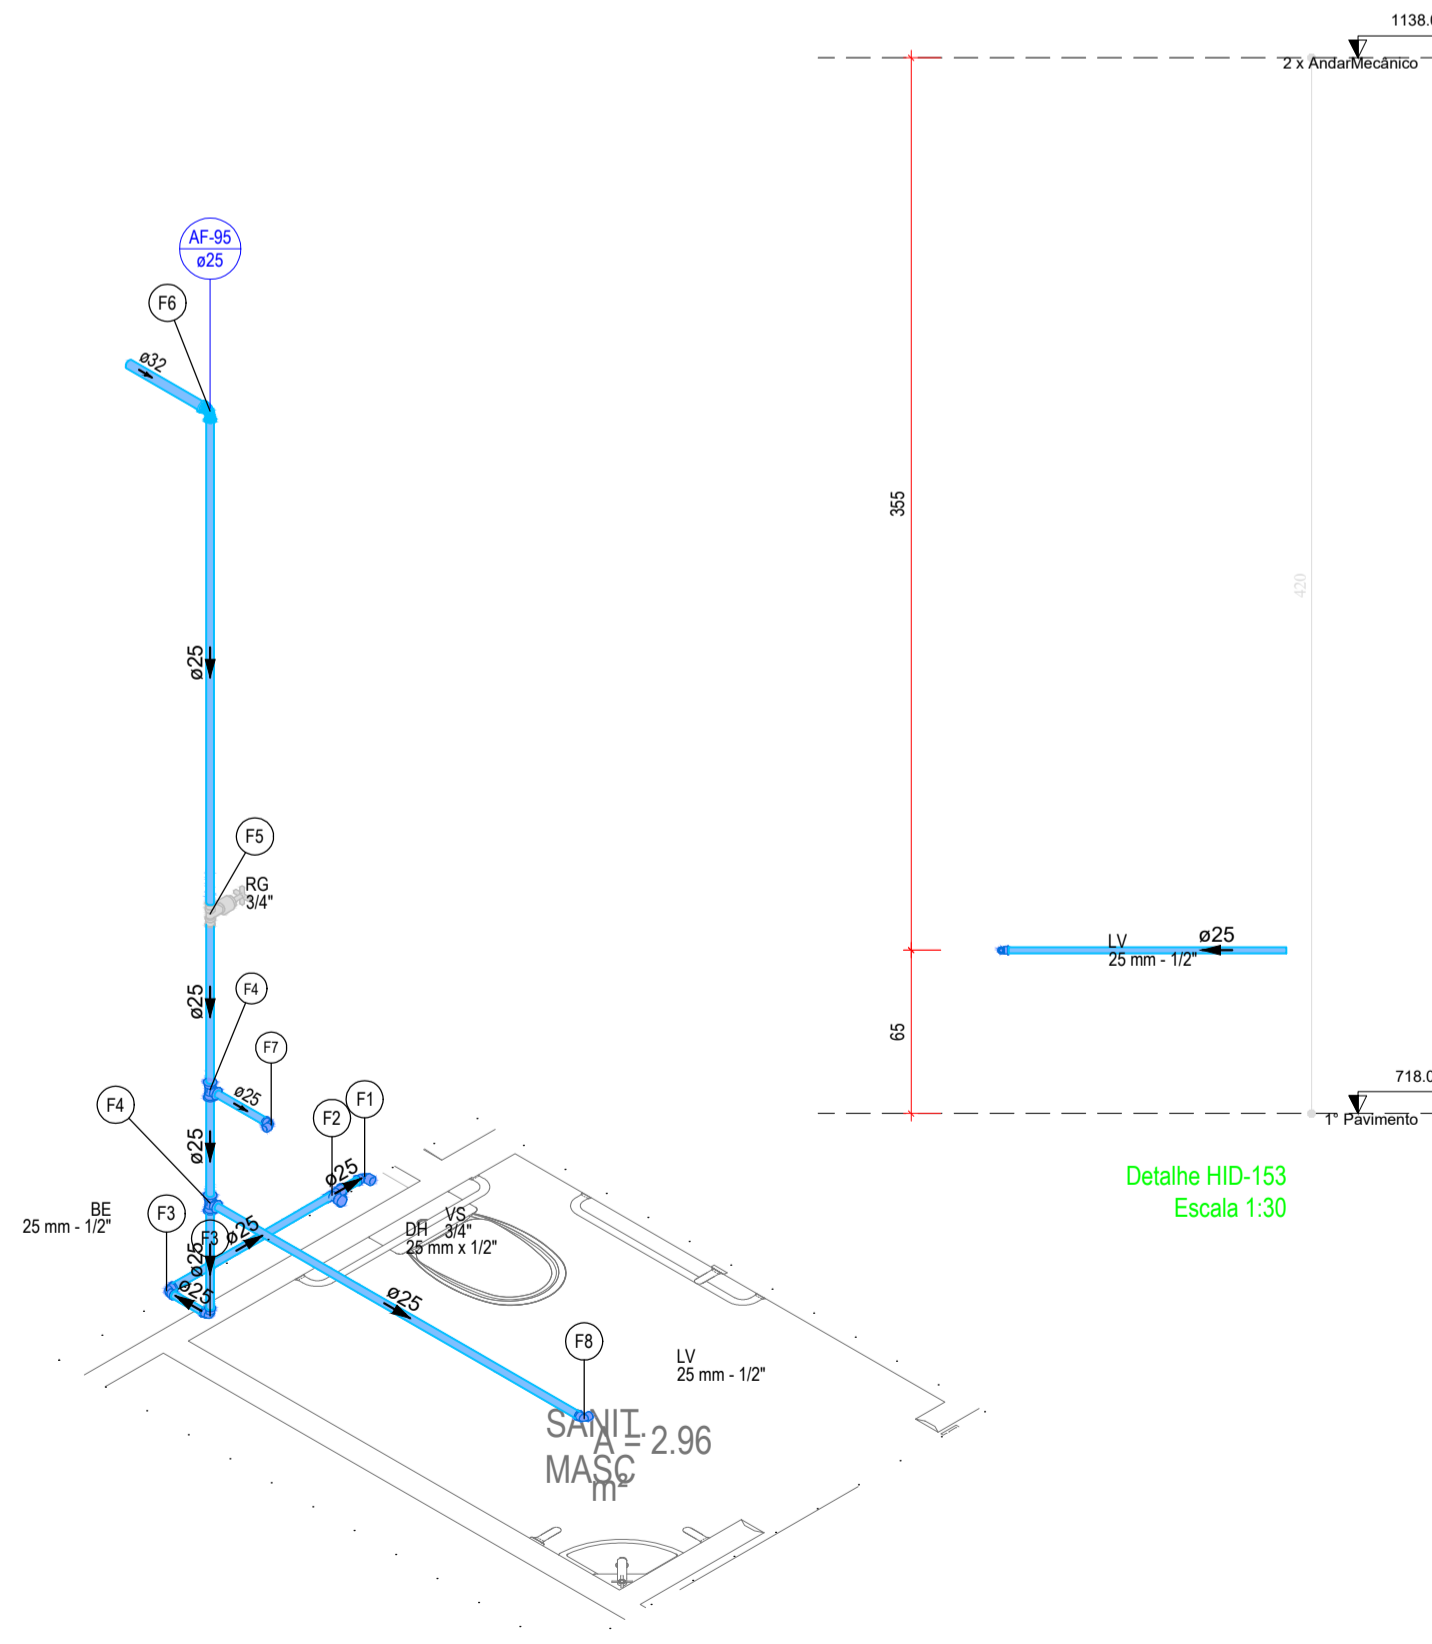 1138.0
2 x AndarMecânico
AF-95
ø25
F6
ø32
355
420
ø25
F5
RG
3/4"
LV
25 mm - 1/2"
ø25
ø25
F4
65
F7
ø25
718.0
1° Pavimento
F4
F2
F1
ø25
ø25
Detalhe HID-153
Escala 1:30
BE
25 mm - 1/2"
F3
F3
ø25
ø25
ø25
DH
25 mm x 1/2"
VS
3/4"
ø25
F8
LV
25 mm - 1/2"
SANIT.
MASC
A = 2.96
m²